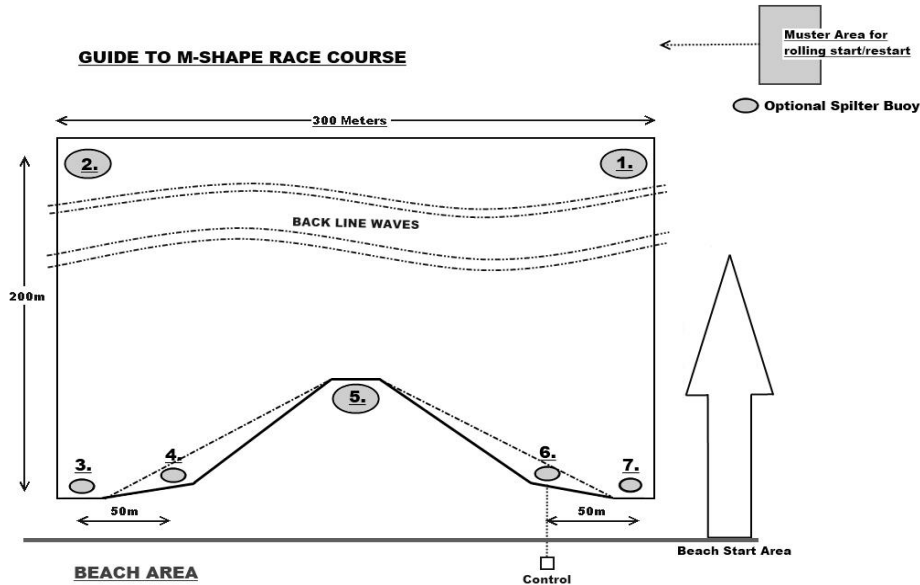 GUIDE TO M-SHAPE RACE COURSE
Muster Area for
rolling start/restart
Optional Spilter Buoy
300 Meters
2.
1.
BACK LINE WAVES
200m
5.
3.
4.
6.
7.
50m
50m
Beach Start Area
BEACH AREA
Control